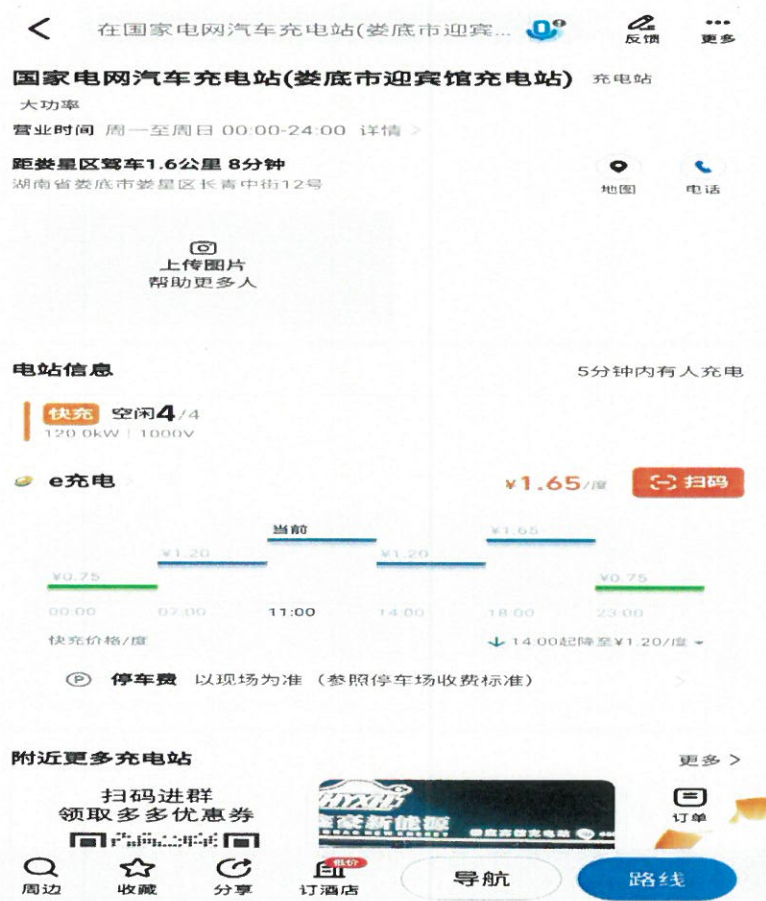 在国家电网汽车充电站(娄底市迎宾...
反馈
更多
国家电网汽车充电站(娄底市迎宾馆充电站) 充电站
大功率
营业时间 周一至周日 00:00-24:00 详情 >
距娄星区驾车1.6公里 8分钟
湖南省娄底市娄星区长青中街12号
地图 电话
上传图片
帮助更多人
电站信息 5分钟内有人充电
快充 空闲4/4
120.0kW | 1000V
e充电 ¥1.65/度 扫码
当前 ¥1.65
¥1.20 ¥1.20
¥0.75 ¥0.75
00:00 07:00 11:00 14:00 18:00 23:00
快充价格/度 ↓ 14:00起降至¥1.20/度
P 停车费 以现场为准（参照停车场收费标准） >
附近更多充电站 更多 >
扫码进群
领取多多优惠券
豪新能源
订单
周边 收藏 分享 订酒店 低价 导航 路线